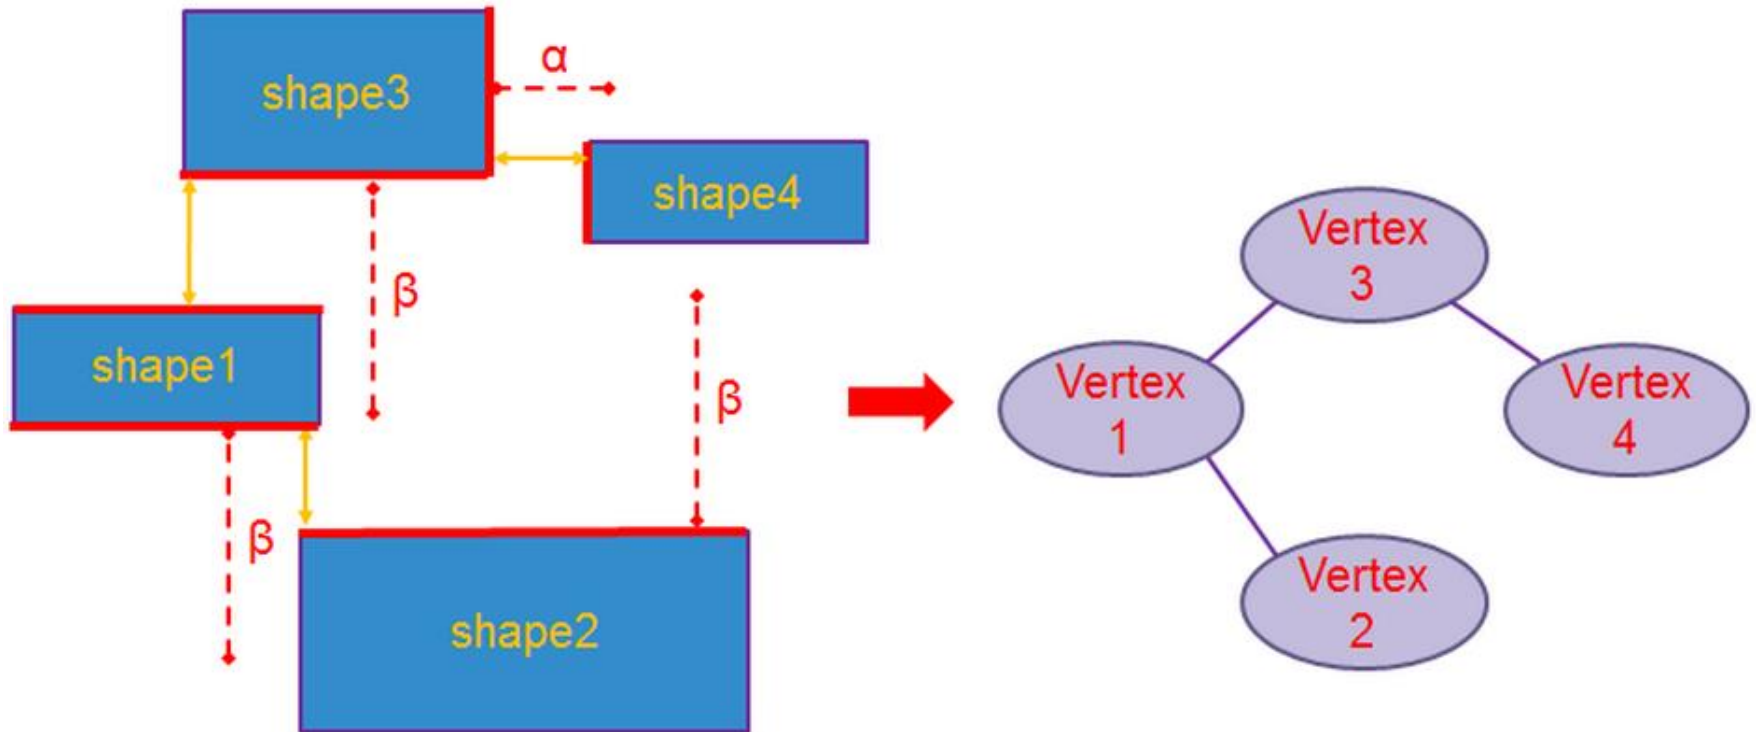 shape3
α
shape4
β
shape1
β
β
shape2
Vertex
3
Vertex
1
Vertex
4
Vertex
2